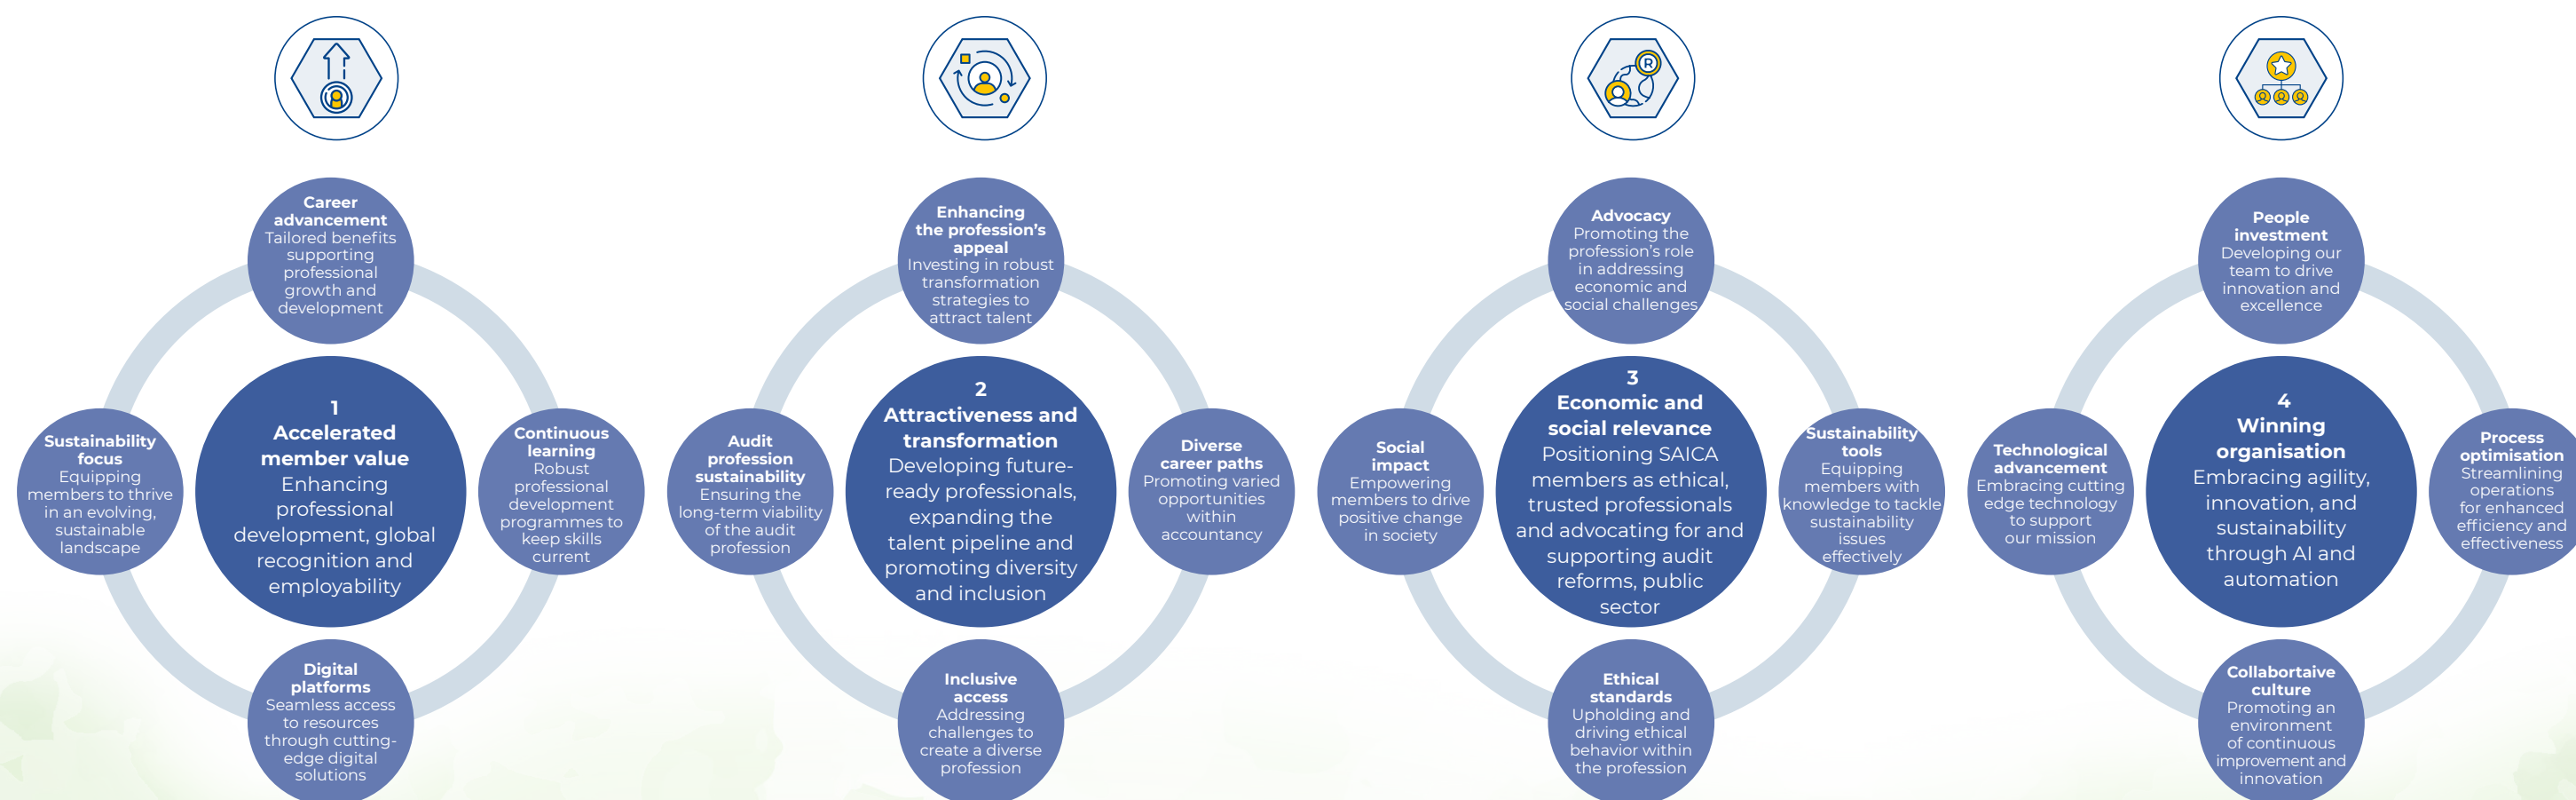 R
Career
advancement
Tailored benefits
supporting
professional
growth and
development
Sustainability
focus
Equipping
members to thrive
in an evolving,
sustainable
landscape
1
Accelerated
member value
Enhancing
professional
development, global
recognition and
employability
Continuous
learning
Robust
professional
development
programmes to
keep skills
current
Digital
platforms
Seamless access
to resources
through cutting-
edge digital
solutions
Enhancing
the profession’s
appeal
Investing in robust
transformation
strategies to
attract talent
Audit
profession
sustainability
Ensuring the
long-term viability
of the audit
profession
2
Attractiveness and
transformation
Developing future-
ready professionals,
expanding the
talent pipeline and
promoting diversity
and inclusion
Diverse
career paths
Promoting varied
opportunities
within
accountancy
Inclusive
access
Addressing
challenges to
create a diverse
profession
Advocacy
Promoting the
profession’s role
in addressing
economic and
social challenges
Social
impact
Empowering
members to drive
positive change
in society
3
Economic and
social relevance
Positioning SAICA
members as ethical,
trusted professionals
and advocating for and
supporting audit
reforms, public
sector
Sustainability
tools
Equipping
members with
knowledge to tackle
sustainability
issues
effectively
Ethical
standards
Upholding and
driving ethical
behavior within
the profession
People
investment
Developing our
team to drive
innovation and
excellence
Technological
advancement
Embracing cutting
edge technology
to support
our mission
4
Winning
organisation
Embracing agility,
innovation, and
sustainability
through AI and
automation
Process
optimisation
Streamlining
operations
for enhanced
efficiency and
effectiveness
Collabortaive
culture
Promoting an
environment
of continuous
improvement and
innovation